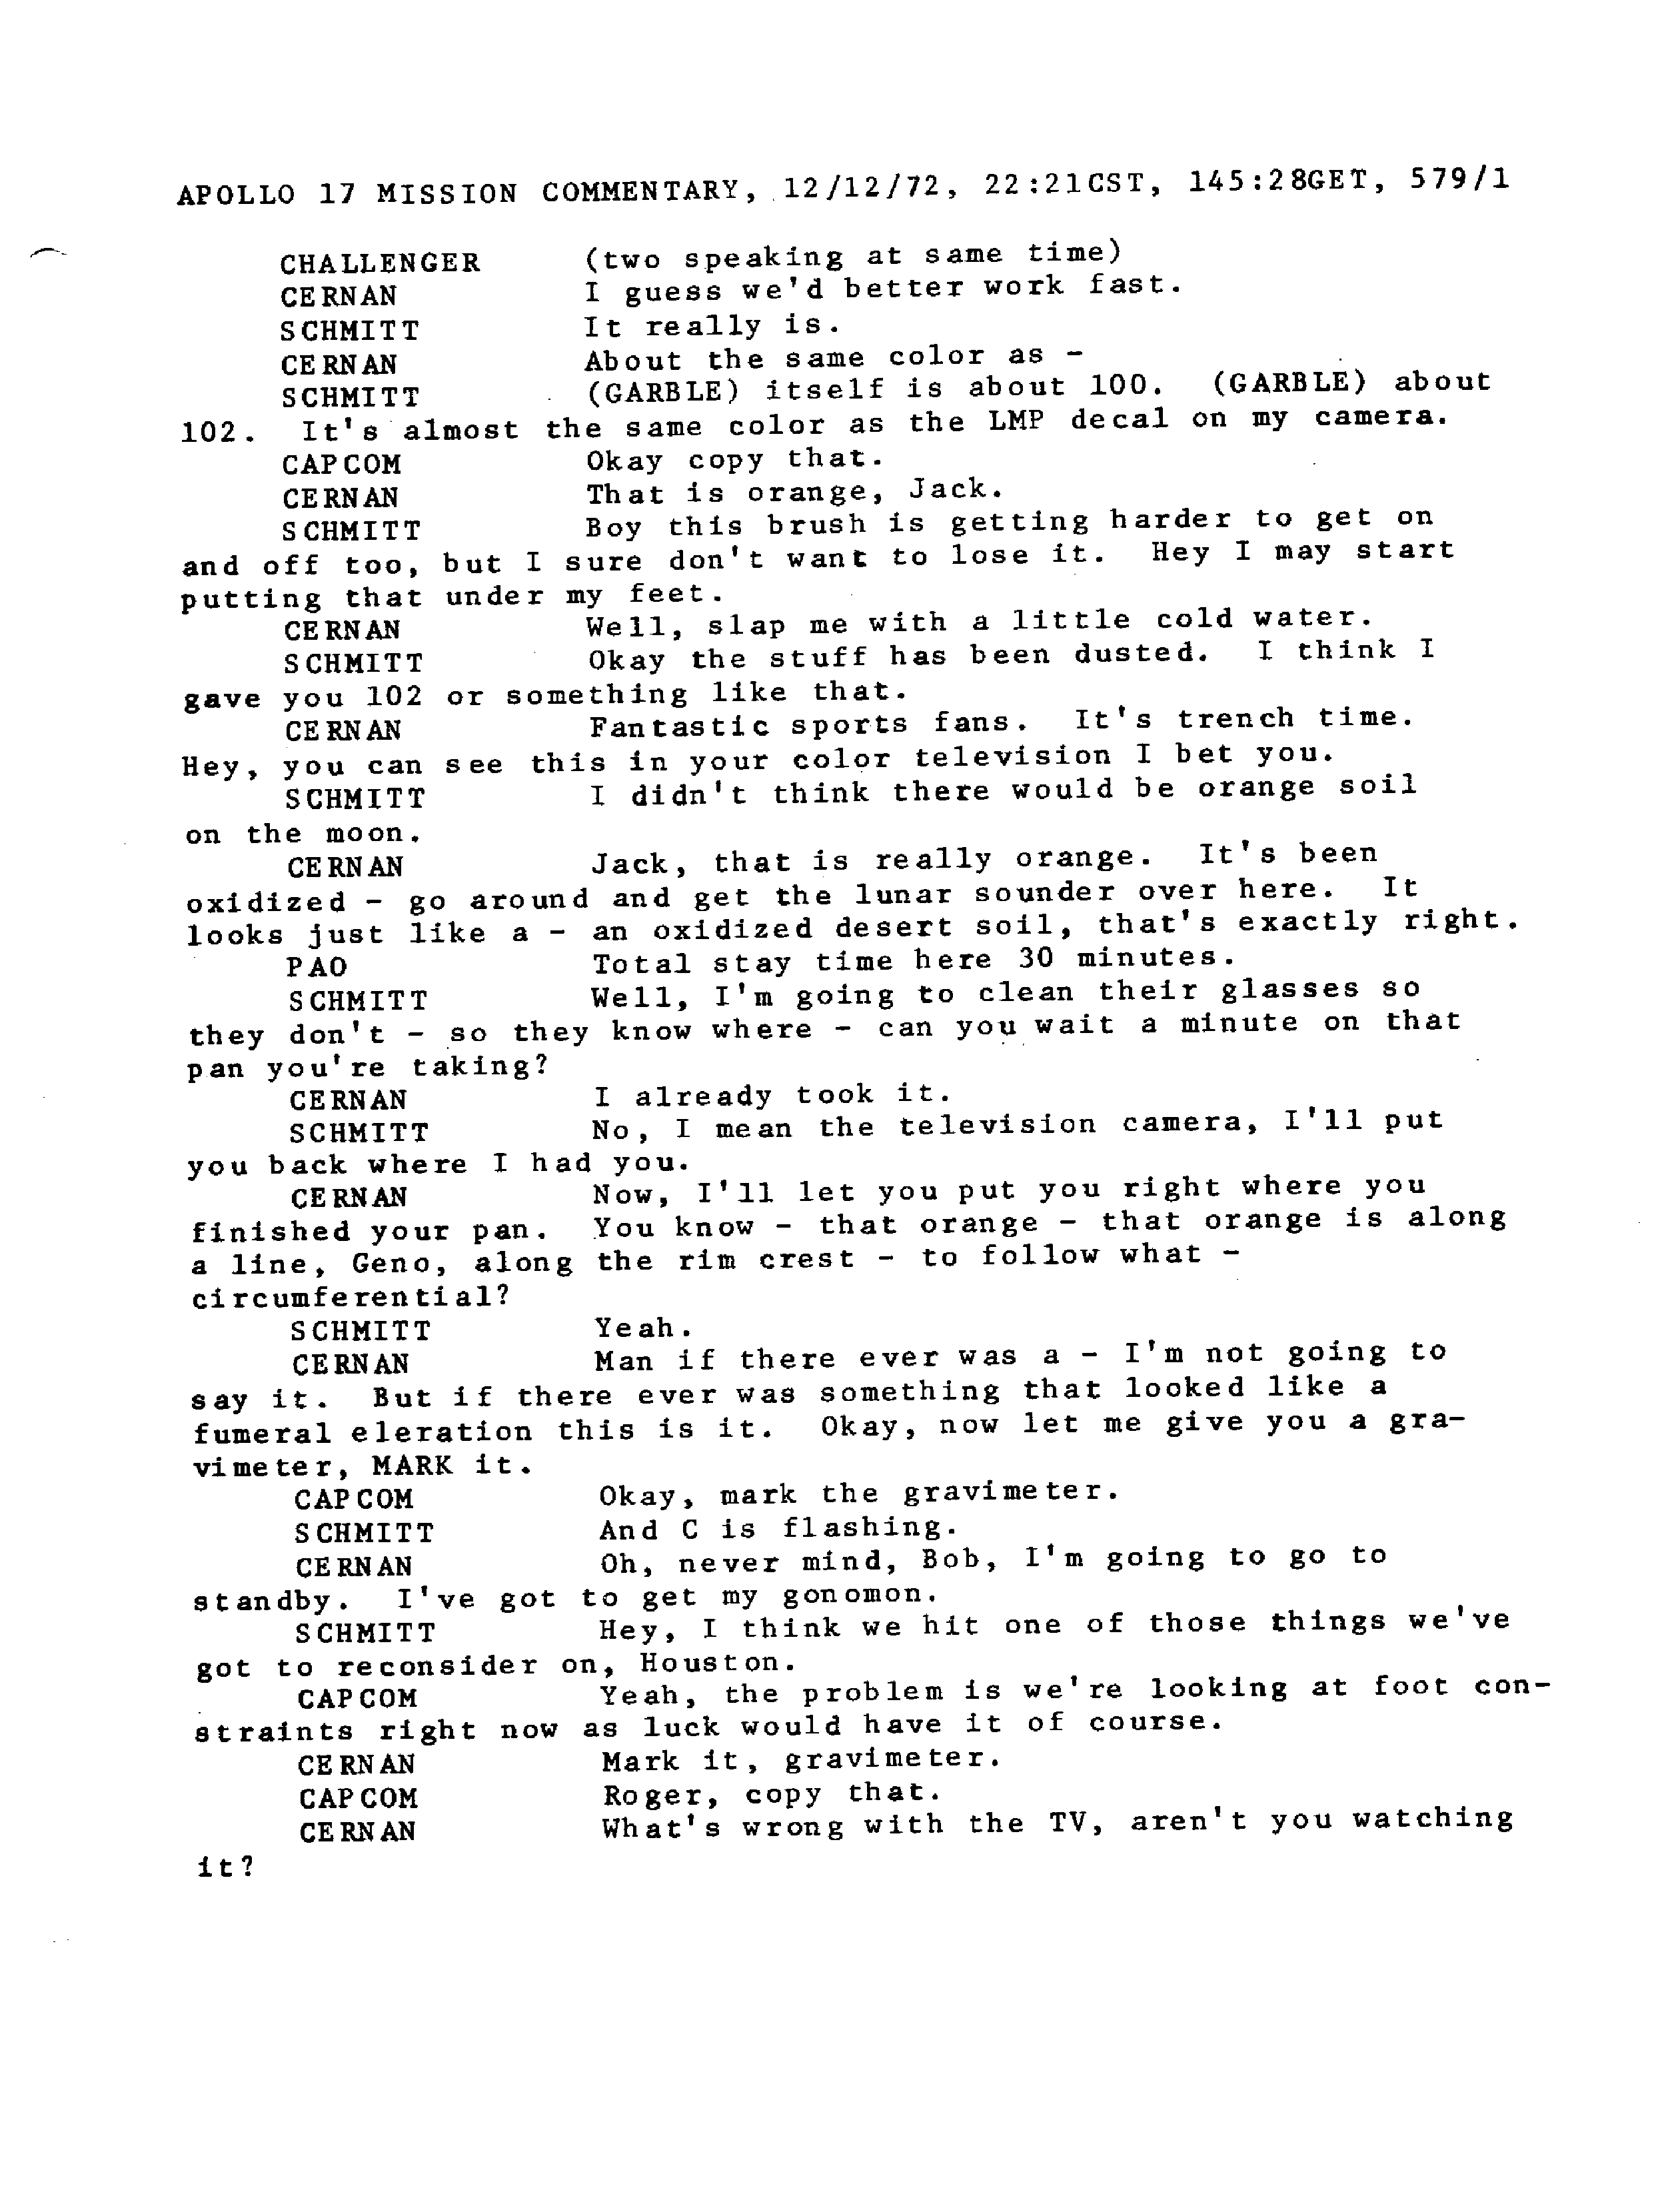 APOLLO 17 MISSION COMMENTARY, 12/12/72, 22:21CST, 145:28GET, 579/1
CHALLENGER (two speaking at same time)
CERNAN I guess we'd better work fast.
SCHMITT It really is.
CERNAN About the same color as -
SCHMITT (GARBLE) itself is about 100. (GARBLE) about
102. It's almost the same color as the LMP decal on my camera.
CAPCOM Okay copy that.
CERNAN That is orange, Jack.
SCHMITT Boy this brush is getting harder to get on
and off too, but I sure don't want to lose it. Hey I may start
putting that under my feet.
CERNAN Well, slap me with a little cold water.
SCHMITT Okay the stuff has been dusted. I think I
gave you 102 or something like that.
CERNAN Fantastic sports fans. It's trench time.
Hey, you can see this in your color television I bet you.
SCHMITT I didn't think there would be orange soil
on the moon.
CERNAN Jack, that is really orange. It's been
oxidized - go around and get the lunar sounder over here. It
looks just like a - an oxidized desert soil, that's exactly right.
PAO Total stay time here 30 minutes.
SCHMITT Well, I'm going to clean their glasses so
they don't - so they know where - can you wait a minute on that
pan you're taking?
CERNAN I already took it.
SCHMITT No, I mean the television camera, I'll put
you back where I had you.
CERNAN Now, I'll let you put you right where you
finished your pan. You know - that orange - that orange is along
a line, Geno, along the rim crest - to follow what -
circumferential?
SCHMITT Yeah.
CERNAN Man if there ever was a - I'm not going to
say it. But if there ever was something that looked like a
fumeral eleration this is it. Okay, now let me give you a gra-
vimeter, MARK it.
CAPCOM Okay, mark the gravimeter.
SCHMITT And C is flashing.
CERNAN Oh, never mind, Bob, I'm going to go to
standby. I've got to get my gonomon.
SCHMITT Hey, I think we hit one of those things we've
got to reconsider on, Houston.
CAPCOM Yeah, the problem is we're looking at foot con-
straints right now as luck would have it of course.
CERNAN Mark it, gravimeter.
CAPCOM Roger, copy that.
CERNAN What's wrong with the TV, aren't you watching
it?